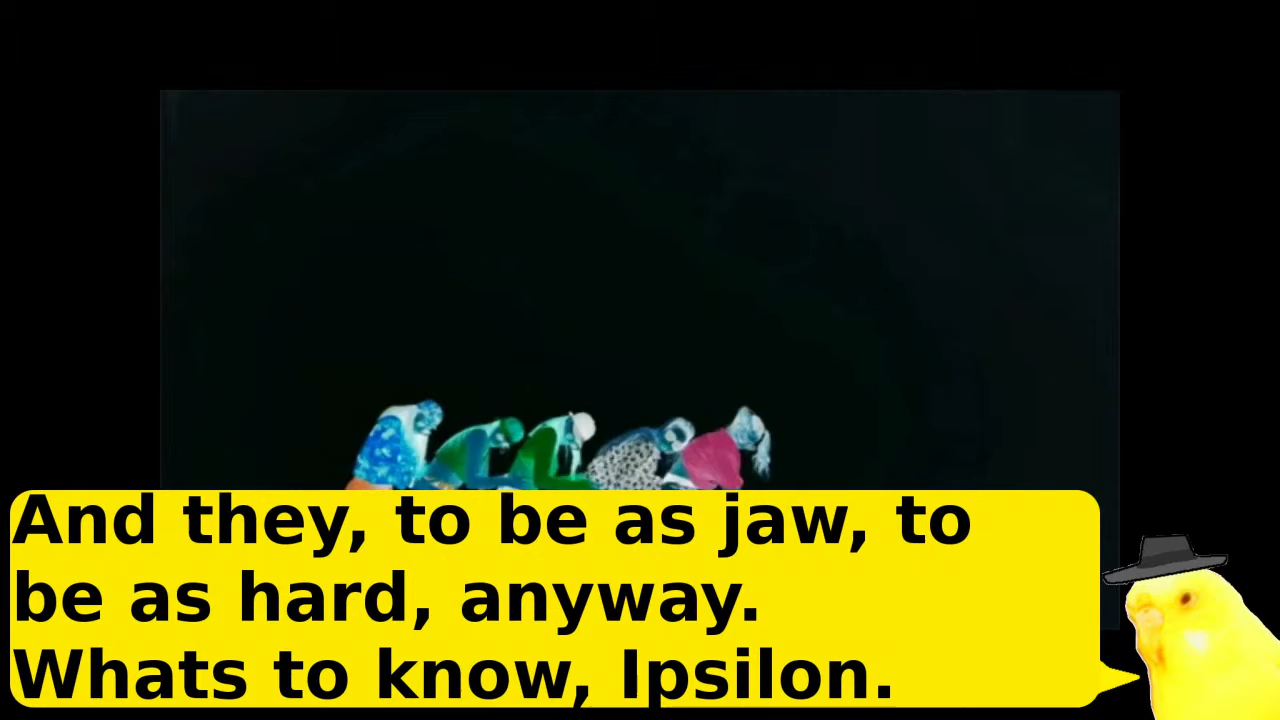 And they, to be as jaw, to
be as hard, anyway.
Whats to know, Ipsilon.